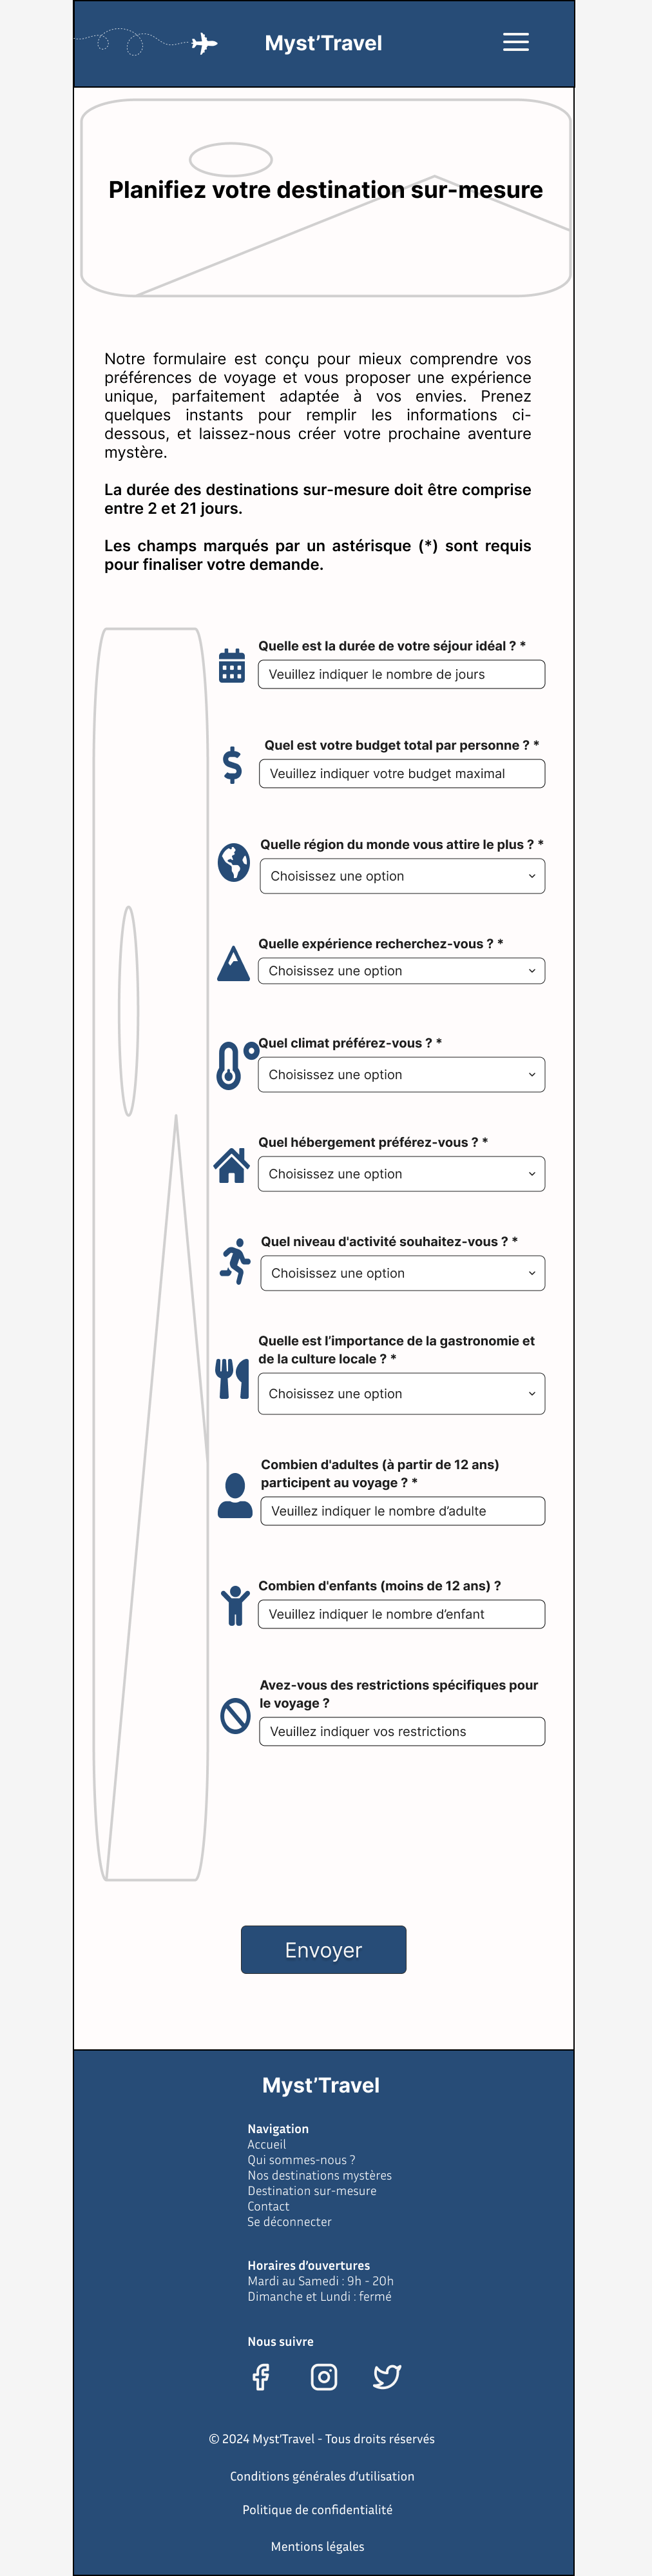 Myst’Travel
Planifiez votre destination sur-mesure
Notre formulaire est conçu pour mieux comprendre vos
préférences de voyage et vous proposer une expérience
unique, parfaitement adaptée à vos envies. Prenez
quelques instants pour remplir les informations ci-
dessous, et laissez-nous créer votre prochaine aventure
mystère.
La durée des destinations sur-mesure doit être comprise
entre 2 et 21 jours.
Les champs marqués par un astérisque (*) sont requis
pour finaliser votre demande.
Quelle est la durée de votre séjour idéal ? *
Veuillez indiquer le nombre de jours
Quel est votre budget total par personne ? *
Veuillez indiquer votre budget maximal
Quelle région du monde vous attire le plus ? *
Choisissez une option
Quelle expérience recherchez-vous ? *
Choisissez une option
Quel climat préférez-vous ? *
Choisissez une option
Quel hébergement préférez-vous ? *
Choisissez une option
Quel niveau d'activité souhaitez-vous ? *
Choisissez une option
Quelle est l’importance de la gastronomie et
de la culture locale ? *
Choisissez une option
Combien d'adultes (à partir de 12 ans)
participent au voyage ? *
Veuillez indiquer le nombre d’adulte
Combien d'enfants (moins de 12 ans) ?
Veuillez indiquer le nombre d’enfant
Avez-vous des restrictions spécifiques pour
le voyage ?
Veuillez indiquer vos restrictions
Envoyer
Myst’Travel
Navigation
Accueil
Qui sommes-nous ?
Nos destinations mystères
Destination sur-mesure
Contact
Se déconnecter
Horaires d’ouvertures
Mardi au Samedi : 9h - 20h
Dimanche et Lundi : fermé
Nous suivre
© 2024 Myst’Travel - Tous droits réservés
Conditions générales d’utilisation
Politique de confidentialité
Mentions légales